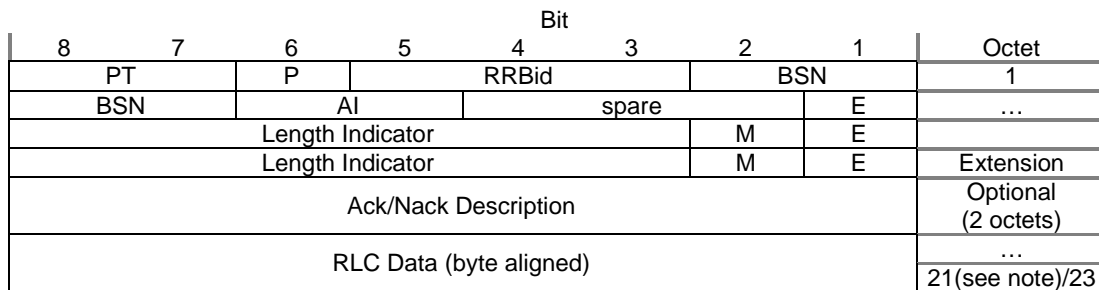 Bit
8 7 6 5 4 3 2 1 Octet
PT P RRBid BSN 1
BSN AI spare E …
Length Indicator M E
Length Indicator M E Extension
Ack/Nack Description Optional
(2 octets)
RLC Data (byte aligned) …
21(see note)/23